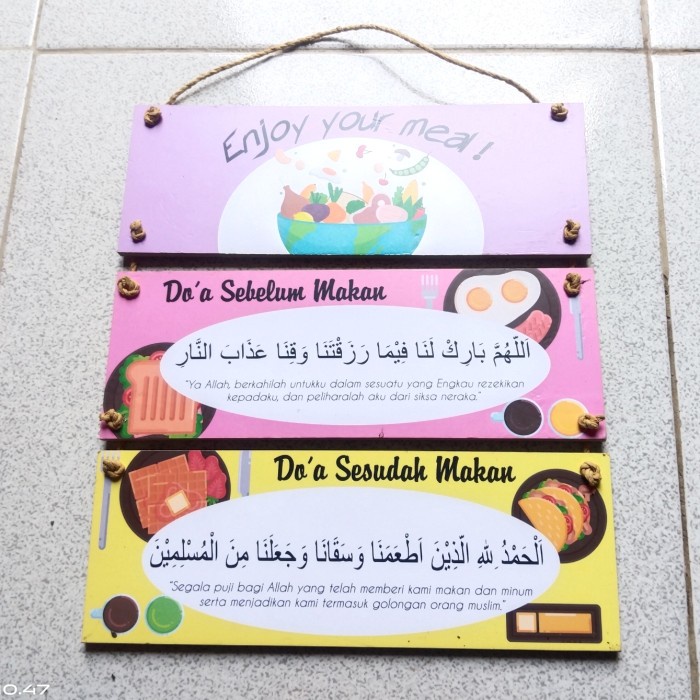 Enjoy your meal!
Do'a Sebelum Makan
اَللّٰهُمَّ بَارِكْ لَنَا فِيْمَا رَزَقْتَنَا وَقِنَا عَذَابَ النَّارِ
"Ya Allah, berkahilah untukku dalam sesuatu yang Engkau rezekikan
kepadaku, dan peliharalah aku dari siksa neraka."
Do'a Sesudah Makan
اَلْحَمْدُ لِلّٰهِ الَّذِيْنَ اَطْعَمَنَا وَسَقَانَا وَجَعَلَنَا مِنَ الْمُسْلِمِيْنَ
"Segala puji bagi Allah yang telah memberi kami makan dan minum
serta menjadikan kami termasuk golongan orang muslim."
0.47